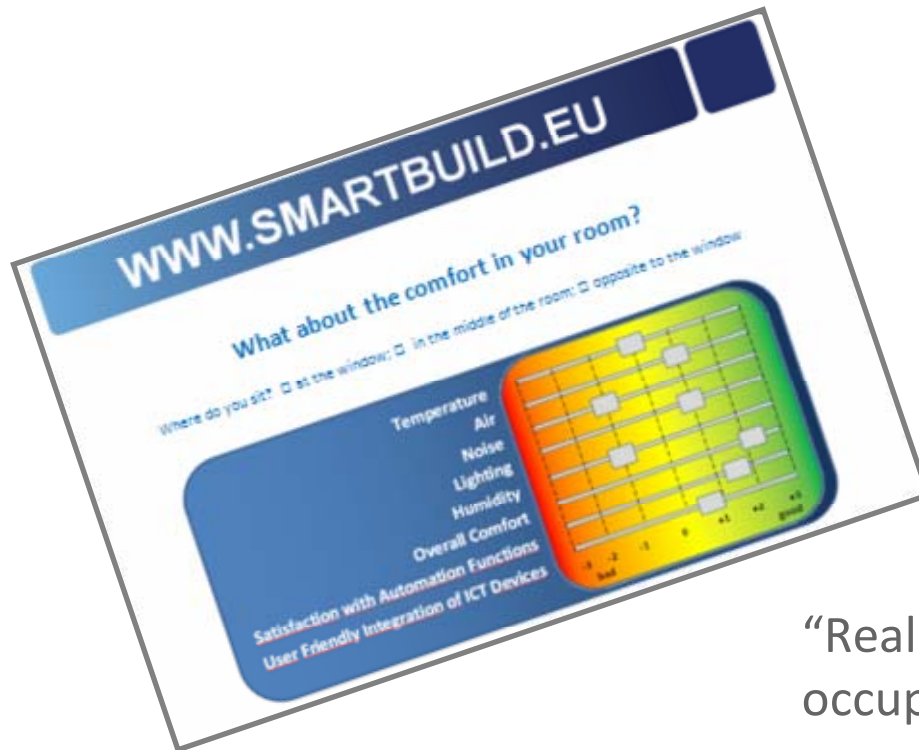 WWW.SMARTBUILD.EU
What about the comfort in your room?
Where do you sit? ☐ at the window; ☐ in the middle of the room; ☐ opposite to the window
Temperature
Air
Noise
Lighting
Humidity
Overall Comfort
Satisfaction with Automation Functions
User Friendly Integration of ICT Devices
-3 -2 -1 0 +1 +2 +3
bad good
“Real
occup